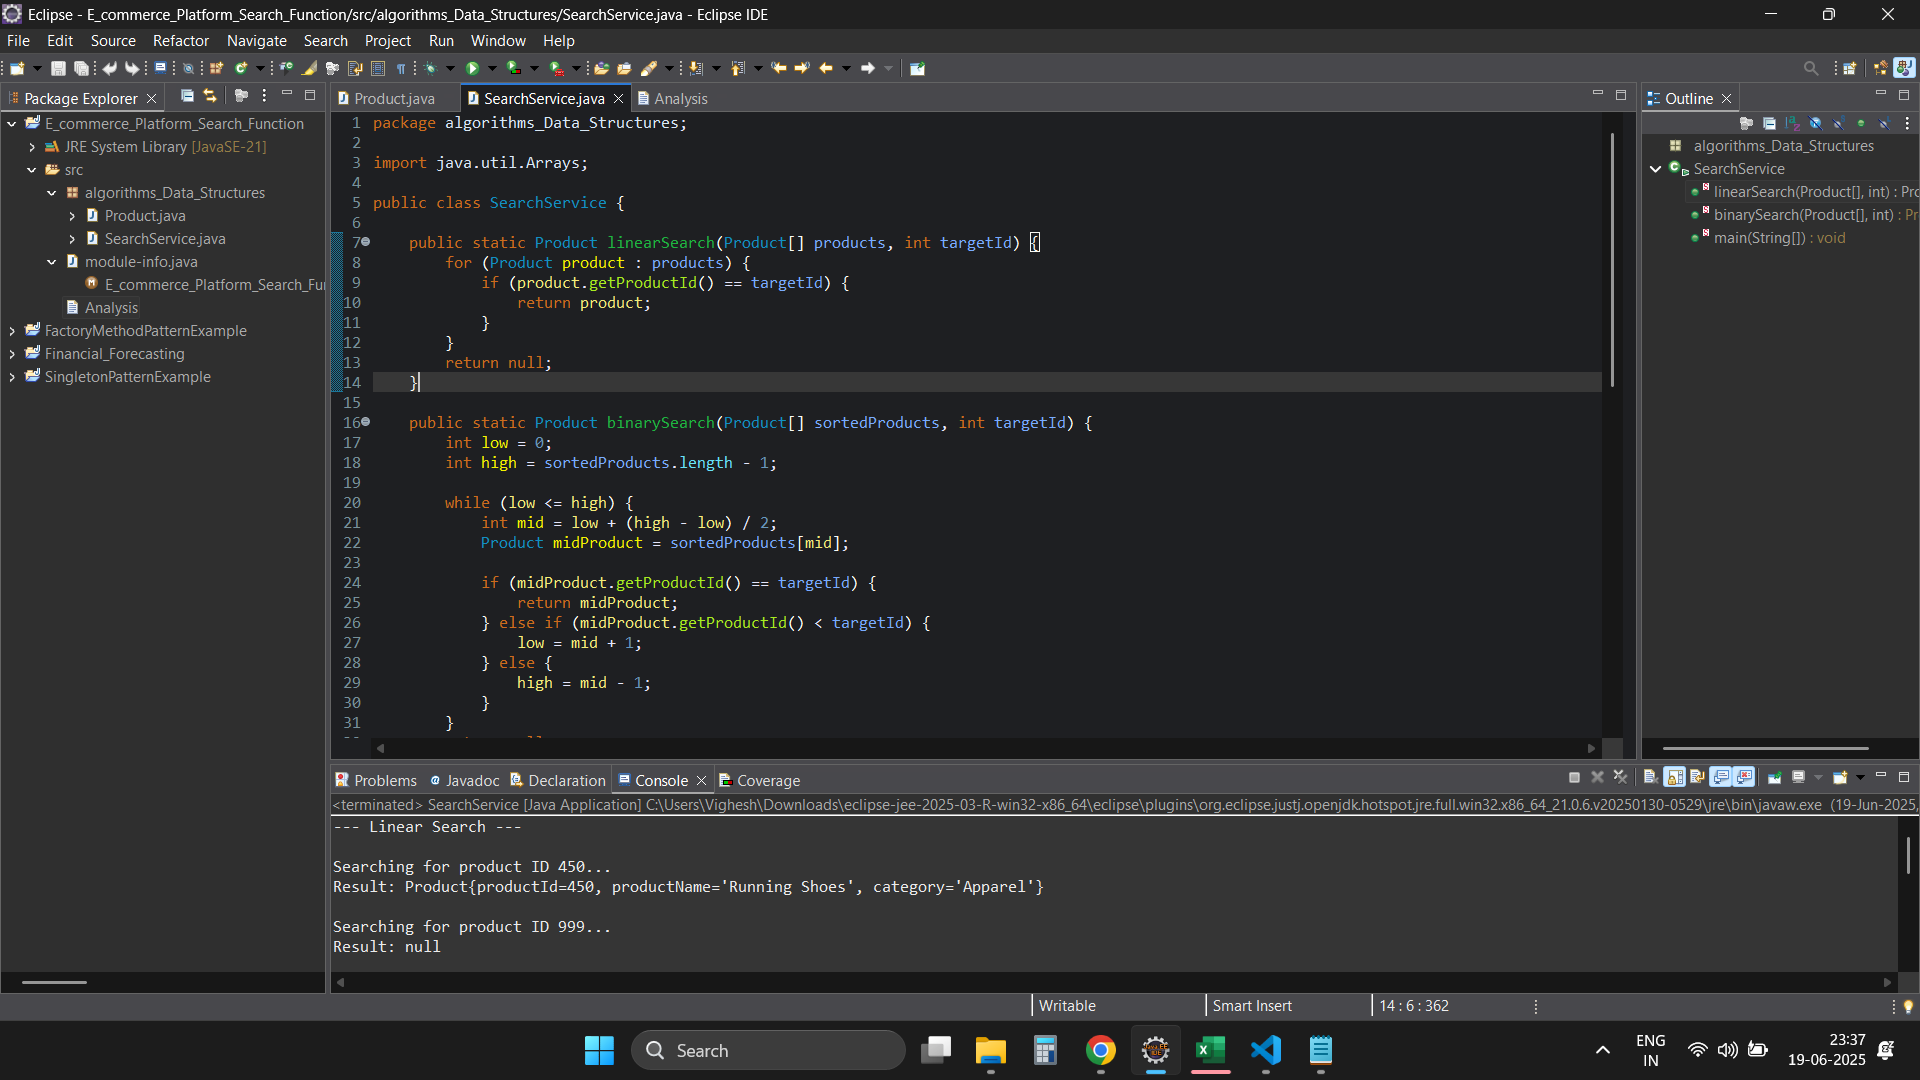 Eclipse - E_commerce_Platform_Search_Function/src/algorithms_Data_Structures/SearchService.java - Eclipse IDE
File Edit Source Refactor Navigate Search Project Run Window Help
Package Explorer
E_commerce_Platform_Search_Function
JRE System Library [JavaSE-21]
src
algorithms_Data_Structures
Product.java
SearchService.java
module-info.java
E_commerce_Platform_Search_Fu
Analysis
FactoryMethodPatternExample
Financial_Forecasting
SingletonPatternExample
Product.java SearchService.java Analysis
1 package algorithms_Data_Structures;
2
3 import java.util.Arrays;
4
5 public class SearchService {
6
7 public static Product linearSearch(Product[] products, int targetId) {
8 for (Product product : products) {
9 if (product.getProductId() == targetId) {
10 return product;
11 }
12 }
13 return null;
14 }
15
16 public static Product binarySearch(Product[] sortedProducts, int targetId) {
17 int low = 0;
18 int high = sortedProducts.length - 1;
19
20 while (low <= high) {
21 int mid = low + (high - low) / 2;
22 Product midProduct = sortedProducts[mid];
23
24 if (midProduct.getProductId() == targetId) {
25 return midProduct;
26 } else if (midProduct.getProductId() < targetId) {
27 low = mid + 1;
28 } else {
29 high = mid - 1;
30 }
31 }
Outline
algorithms_Data_Structures
SearchService
linearSearch(Product[], int) : Pro
binarySearch(Product[], int) : Pr
main(String[]) : void
Problems Javadoc Declaration Console Coverage
<terminated> SearchService [Java Application] C:\Users\Vighesh\Downloads\eclipse-jee-2025-03-R-win32-x86_64\eclipse\plugins\org.eclipse.justj.openjdk.hotspot.jre.full.win32.x86_64_21.0.6.v20250130-0529\jre\bin\javaw.exe (19-Jun-2025,
--- Linear Search ---
Searching for product ID 450...
Result: Product{productId=450, productName='Running Shoes', category='Apparel'}
Searching for product ID 999...
Result: null
Writable Smart Insert 14 : 6 : 362
Search
ENG
IN
23:37
19-06-2025